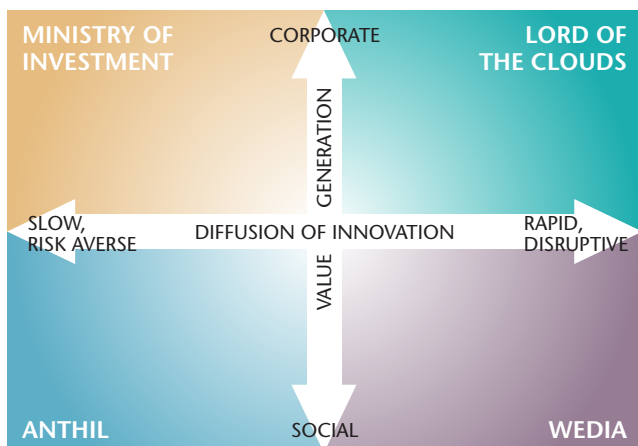 MINISTRY OF
INVESTMENT
CORPORATE
LORD OF
THE CLOUDS
GENERATION
SLOW,
RISK AVERSE
DIFFUSION OF INNOVATION
RAPID,
DISRUPTIVE
VALUE
ANTHIL
SOCIAL
WEDIA